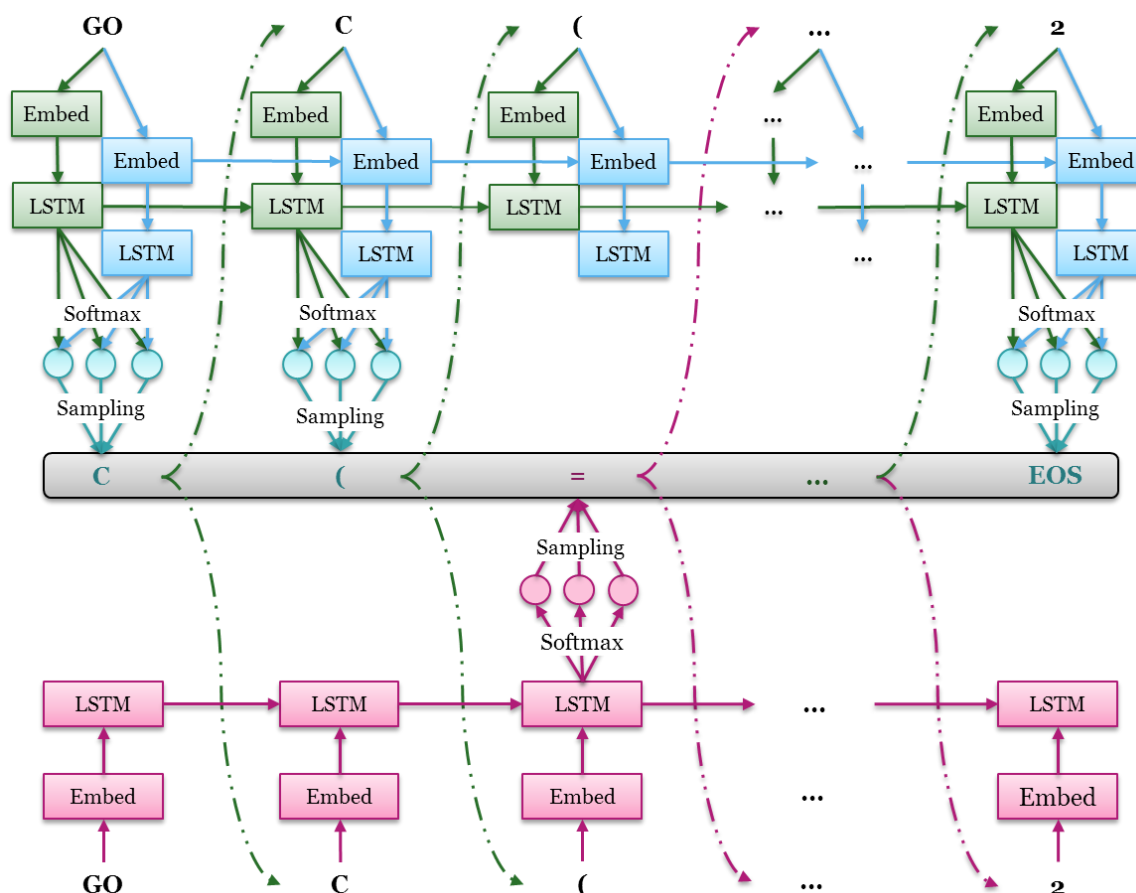 GO C ( ... 2
Embed Embed Embed ... Embed
Embed Embed Embed ... Embed
LSTM LSTM LSTM ... LSTM
LSTM LSTM LSTM ... LSTM
Softmax Softmax Softmax
Sampling Sampling Sampling
C ( = ... EOS
Sampling
Softmax
LSTM LSTM LSTM ... LSTM
Embed Embed Embed ... Embed
GO C ( ... 2